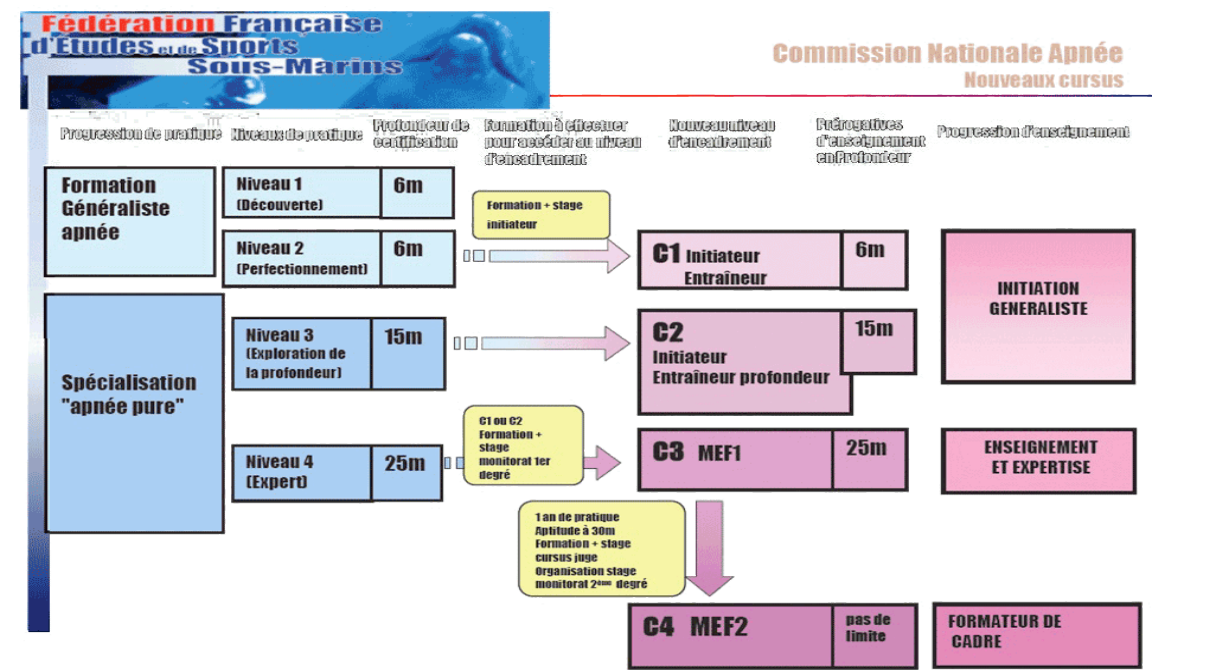 Fédération Française
d'Etudes et de Sports
Sous-Marins
Commission Nationale Apnée
Nouveaux cursus
Progression de pratique
Niveaux de pratique
Profondeur de
certification
Formation à effectuer
pour accéder au niveau
d'encadrement
Nouveau niveau
d'encadrement
Prérogatives
d'enseignement
en Profondeur
Progression d'enseignement
Formation
Généraliste
apnée
Niveau 1
(Découverte)
6m
Formation + stage
initiateur
Niveau 2
(Perfectionnement)
6m
C1 Initiateur
Entraîneur
6m
INITIATION
GENERALISTE
Spécialisation
"apnée pure"
Niveau 3
(Exploration de
la profondeur)
15m
C2
Initiateur
Entraîneur profondeur
15m
Niveau 4
(Expert)
25m
C1 ou C2
Formation +
stage
monitorat 1er
degré
C3 MEF1
25m
ENSEIGNEMENT
ET EXPERTISE
1 an de pratique
Aptitude à 30m
Formation + stage
cursus juge
Organisation stage
monitorat 2ème degré
C4 MEF2
pas de
limite
FORMATEUR DE
CADRE